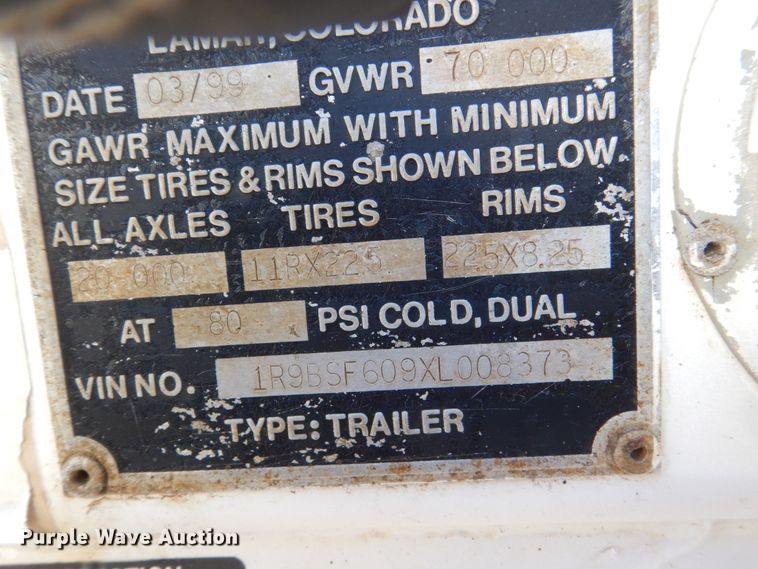 LAMAR, COLORADO
DATE 03/99 GVWR 70 000
GAWR MAXIMUM WITH MINIMUM
SIZE TIRES & RIMS SHOWN BELOW
ALL AXLES TIRES RIMS
20 000 11RX22.5 22.5X8.25
AT 80 PSI COLD, DUAL
VIN NO. 1R9BSF609XL008373
TYPE: TRAILER
Purple Wave Auction